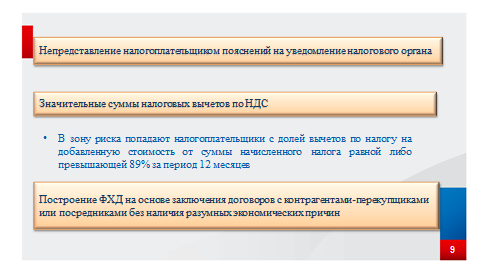 Непредставление налогоплательщиком пояснений на уведомление налогового органа
Значительные суммы налоговых вычетов по НДС
• В зону риска попадают налогоплательщики с долей вычетов по налогу на
добавленную стоимость от суммы начисленного налога равной либо
превышающей 89% за период 12 месяцев
Построение ФХД на основе заключения договоров с контрагентами-перекупщиками
или посредниками без наличия разумных экономических причин
9